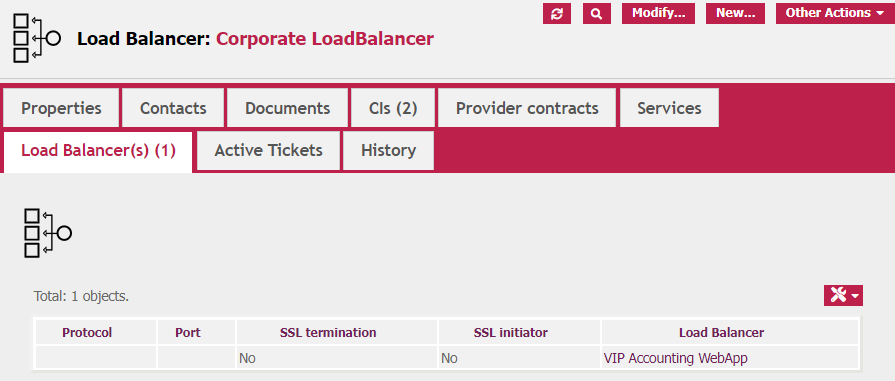 Modify... New... Other Actions
Load Balancer: Corporate LoadBalancer
Properties Contacts Documents CIs (2) Provider contracts Services
Load Balancer(s) (1) Active Tickets History
Total: 1 objects.
Protocol Port SSL termination SSL initiator Load Balancer
No No VIP Accounting WebApp